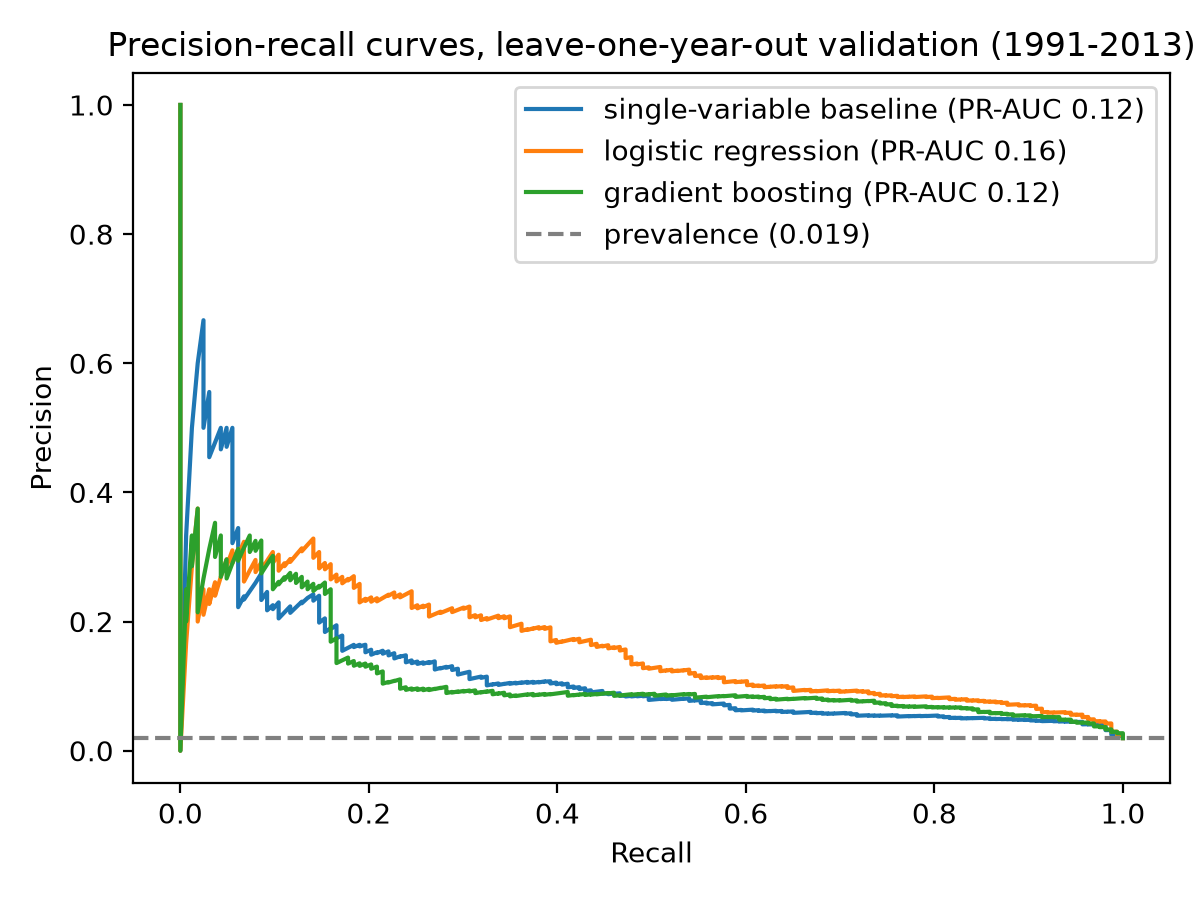 Precision-recall curves, leave-one-year-out validation (1991-2013)
single-variable baseline (PR-AUC 0.12)
logistic regression (PR-AUC 0.16)
gradient boosting (PR-AUC 0.12)
prevalence (0.019)
Precision
1.0
0.8
0.6
0.4
0.2
0.0
0.0 0.2 0.4 0.6 0.8 1.0
Recall